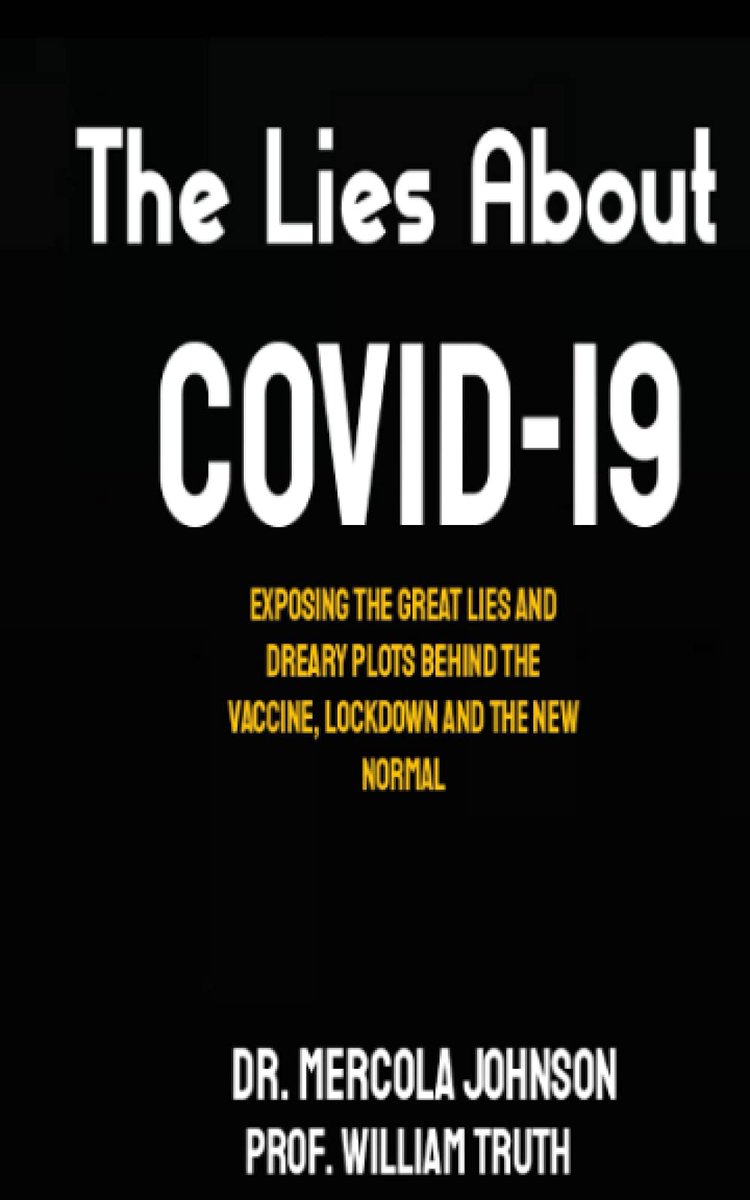 The Lies About
COVID-19
EXPOSING THE GREAT LIES AND
DREARY PLOTS BEHIND THE
VACCINE, LOCKDOWN AND THE NEW
NORMAL
DR. MERCOLA JOHNSON
PROF. WILLIAM TRUTH